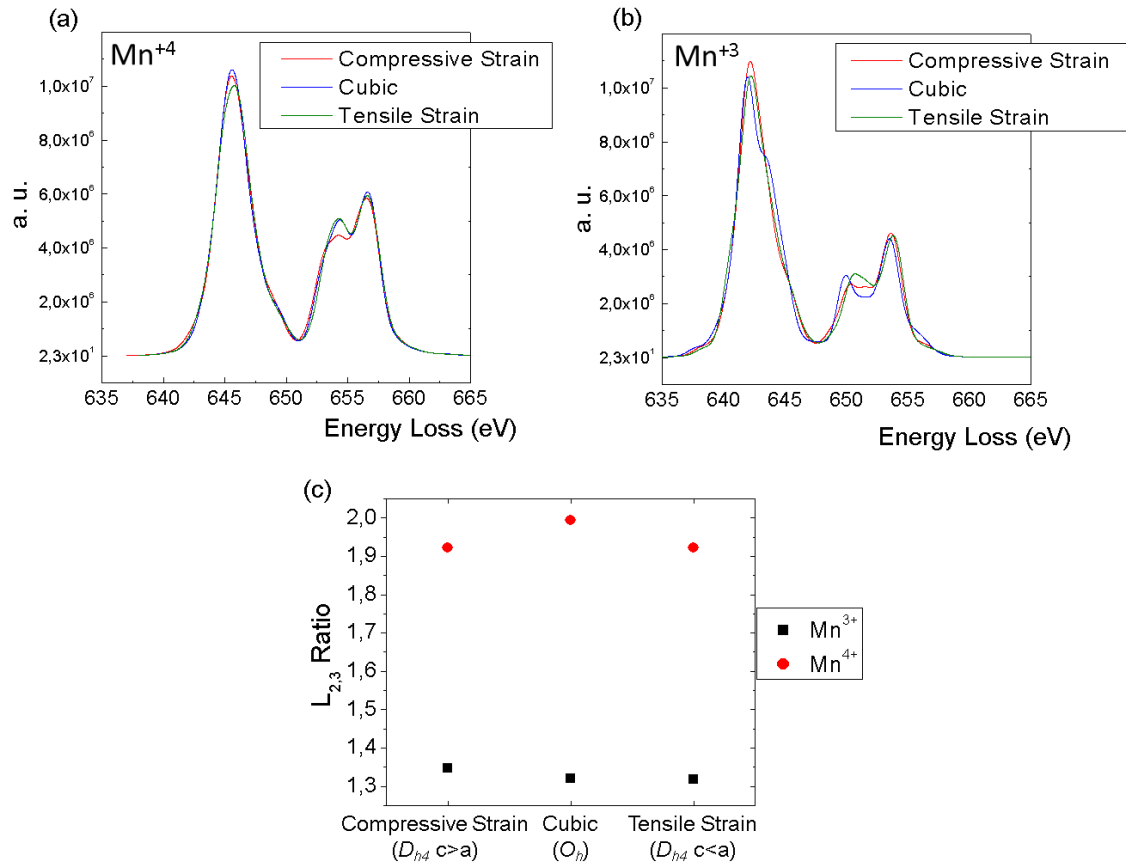 (a)
Mn+4
Compressive Strain
Cubic
Tensile Strain
1,0x10⁷
8,0x10⁶
6,0x10⁶
4,0x10⁶
2,0x10⁶
2,3x10¹
a. u.
635 640 645 650 655 660 665
Energy Loss (eV)
(b)
Mn+3
Compressive Strain
Cubic
Tensile Strain
1,0x10⁷
8,0x10⁶
6,0x10⁶
4,0x10⁶
2,0x10⁶
2,3x10¹
a. u.
635 640 645 650 655 660 665
Energy Loss (eV)
(c)
2,0
1,9
1,8
1,7
1,6
1,5
1,4
1,3
L2,3 Ratio
Compressive Strain Cubic Tensile Strain
(Dh4 c>a) (Oh) (Dh4 c<a)
Mn3+
Mn4+